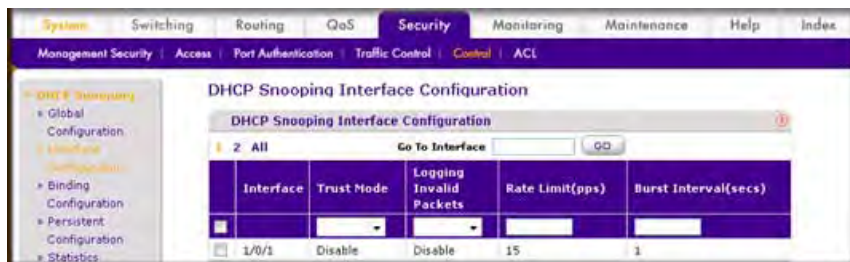 System Switching Routing QoS Security Monitoring Maintenance Help Index
Management Security Access Port Authentication Traffic Control Control ACL
DHCP Snooping
Global
Configuration
Interface
Configuration
Binding
Configuration
Persistent
Configuration
Statistics
DHCP Snooping Interface Configuration
DHCP Snooping Interface Configuration
1 2 All Go To Interface GO
Interface Trust Mode Logging Invalid Packets Rate Limit(pps) Burst Interval(secs)
1/0/1 Disable Disable 15 1